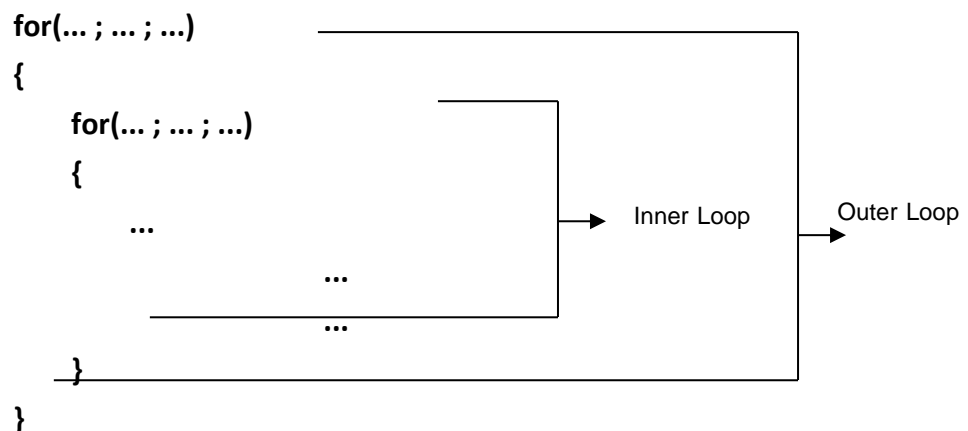 for(... ; ... ; ...)
{
for(... ; ... ; ...)
{
...
Inner Loop
Outer Loop
...
...
}
}